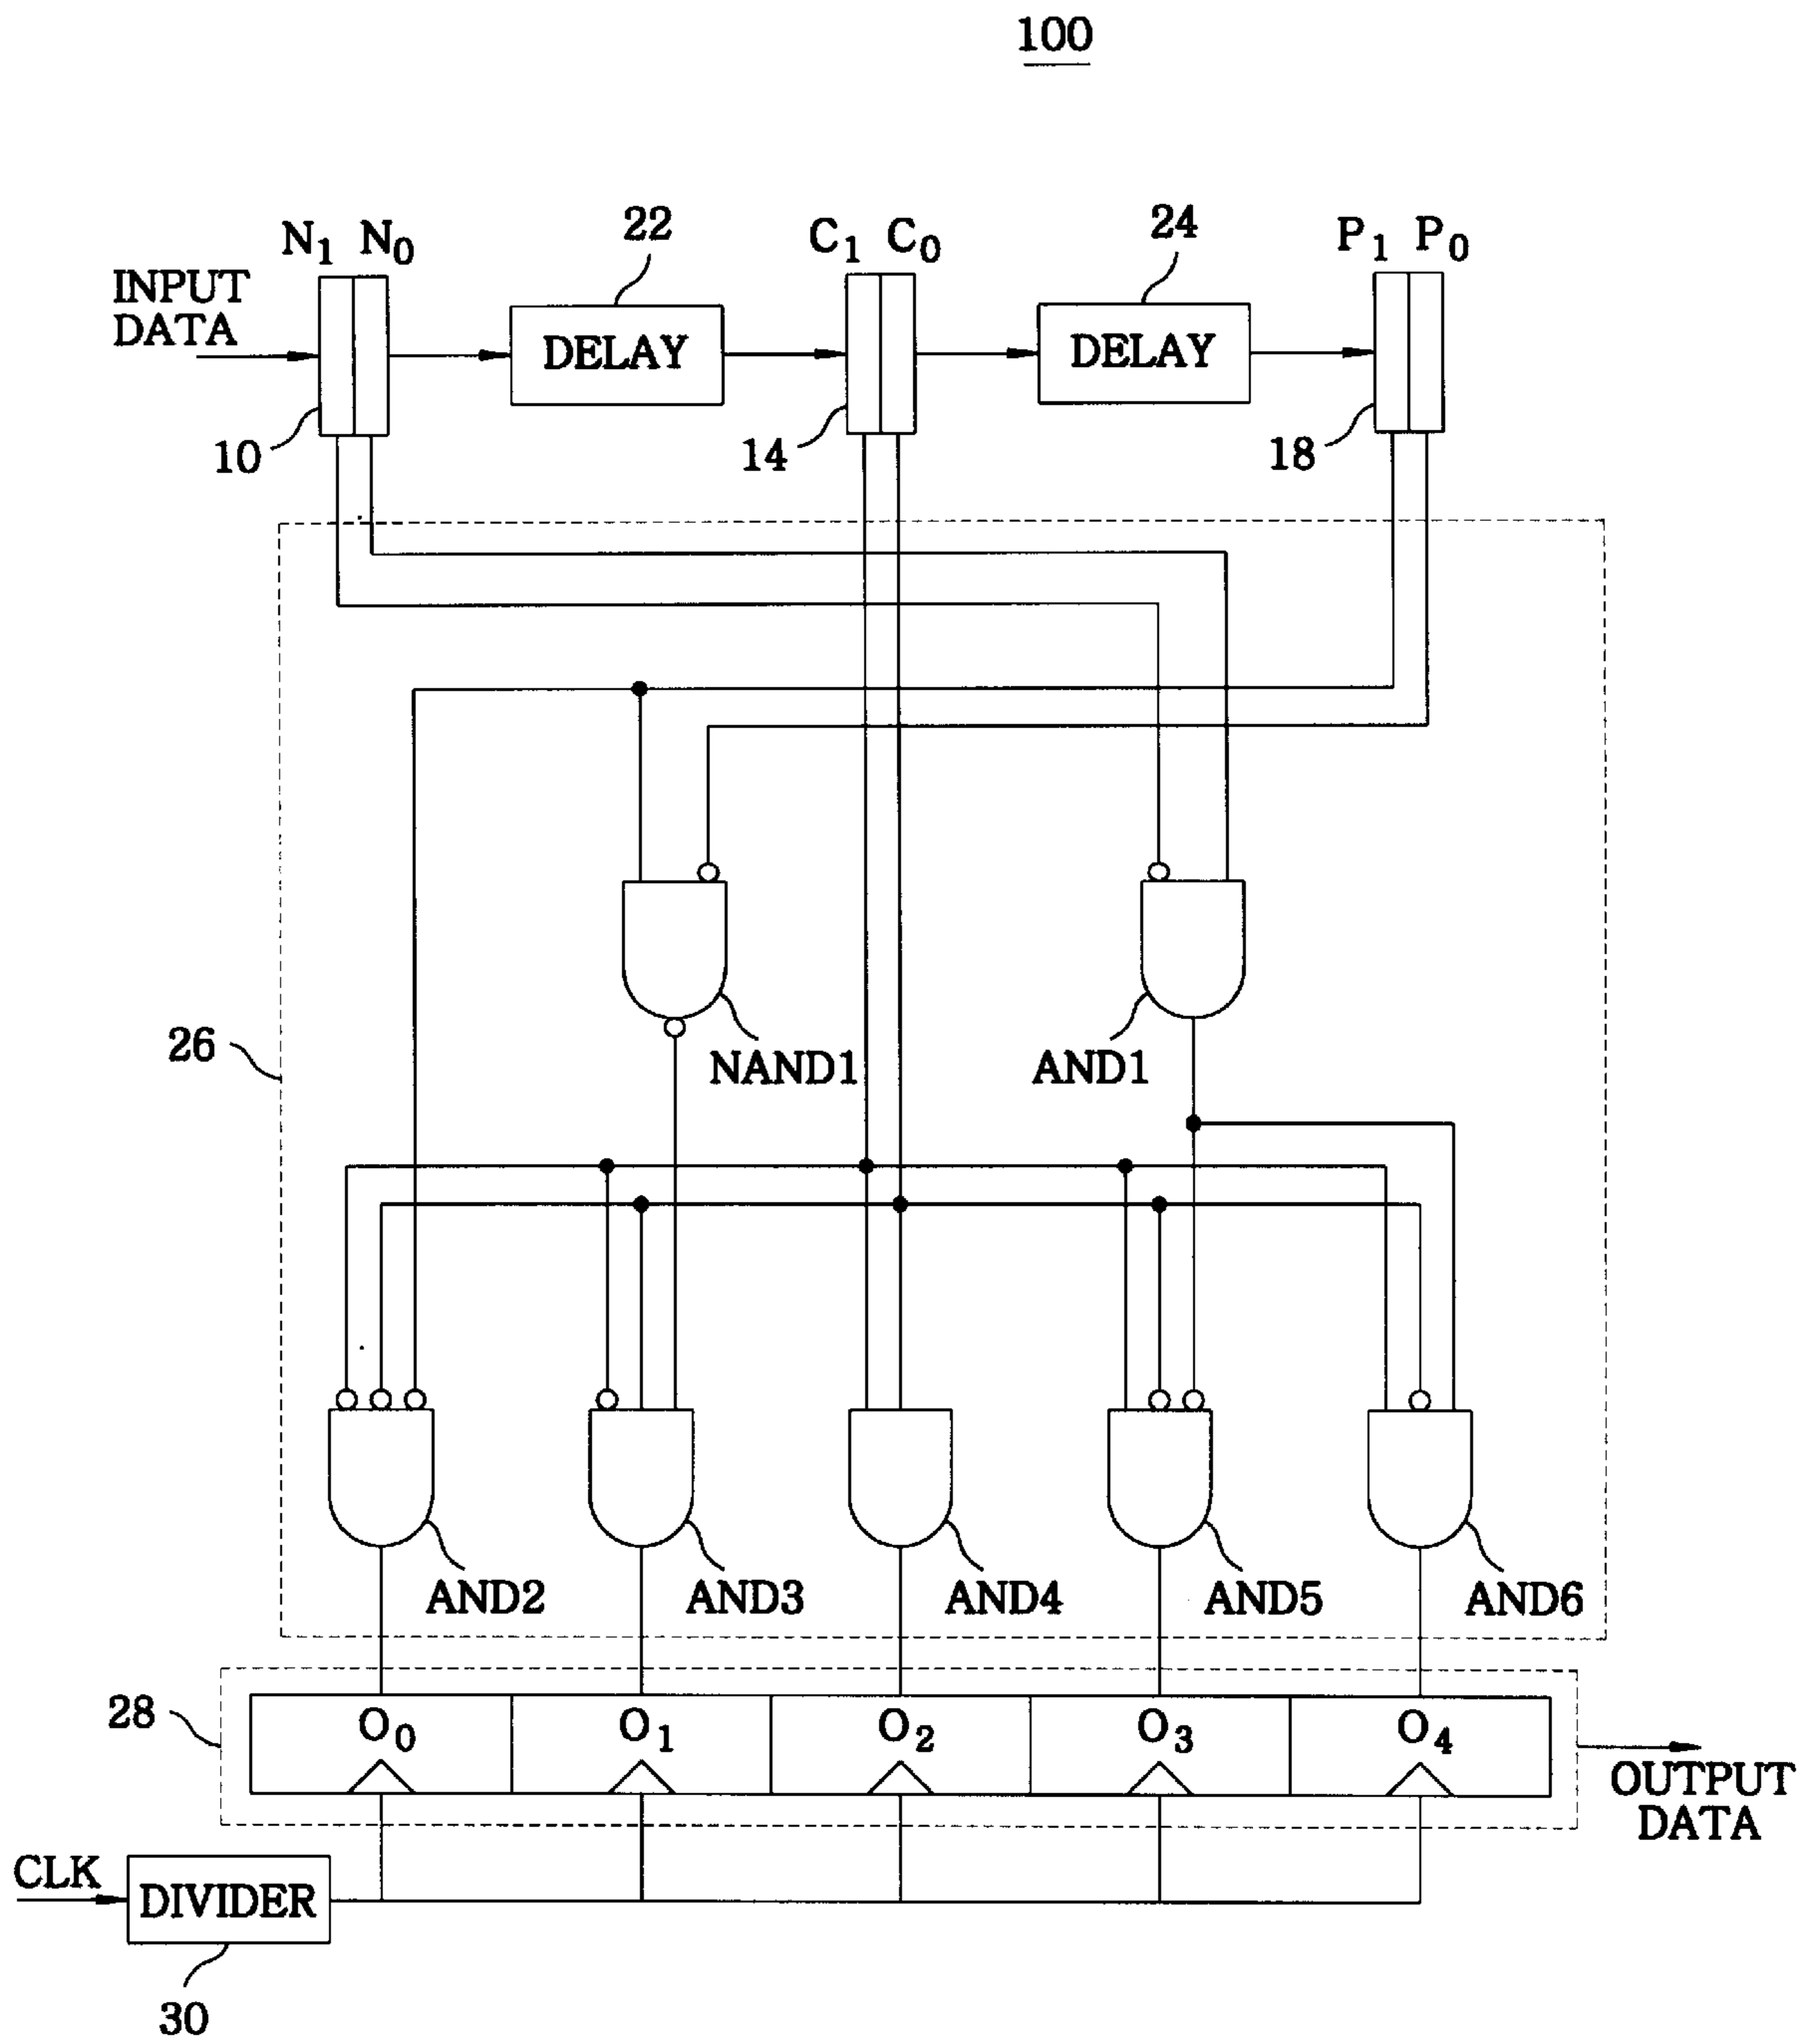 100
N1 N0
22
C1 C0
24
P1 P0
INPUT
DATA
DELAY
DELAY
10
14
18
26
NAND1
AND1
AND2
AND3
AND4
AND5
AND6
28
O0
O1
O2
O3
O4
OUTPUT
DATA
CLK
DIVIDER
30